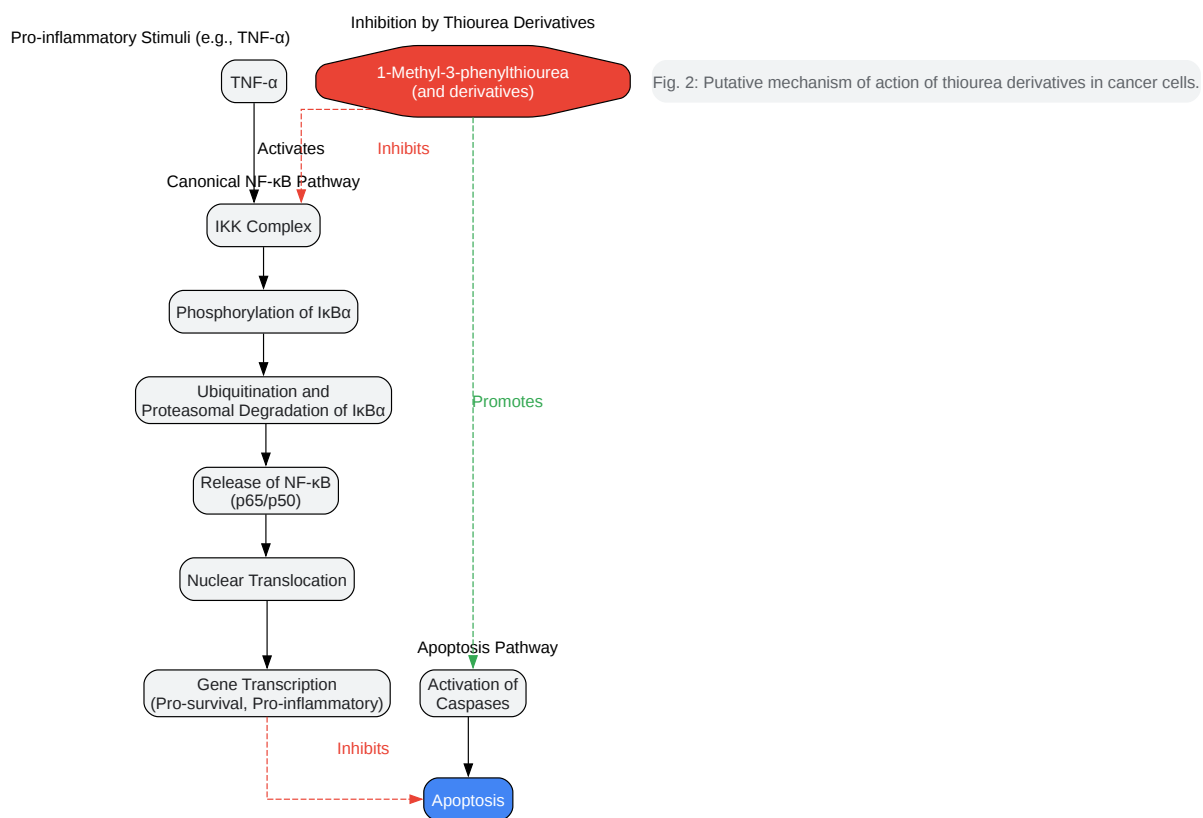 Inhibition by Thiourea Derivatives
Pro-inflammatory Stimuli (e.g., TNF-α)
TNF-α
1-Methyl-3-phenylthiourea
(and derivatives)
Fig. 2: Putative mechanism of action of thiourea derivatives in cancer cells.
Activates
Inhibits
Canonical NF-κB Pathway
IKK Complex
Phosphorylation of IκBα
Ubiquitination and
Proteasomal Degradation of IκBα
Promotes
Release of NF-κB
(p65/p50)
Nuclear Translocation
Apoptosis Pathway
Gene Transcription
(Pro-survival, Pro-inflammatory)
Activation of
Caspases
Inhibits
Apoptosis